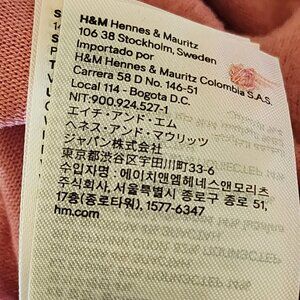 H&M Hennes & Mauritz
106 38 Stockholm, Sweden
Importado por
H&M Hennes & Mauritz Colombia S.A.S.
Carrera 58 D No. 146-51
Local 114 - Bogota D.C.
NIT:900.924.527-1
エイチ・アンド・エム
ヘネス・アンド・マウリッツ
ジャパン株式会社
東京都渋谷区宇田川町33-6
수입자명 : 에이치앤엠헤네스앤모리츠
주식회사, 서울특별시 종로구 종로 51,
17층(종로타워), 1577-6347
hm.com